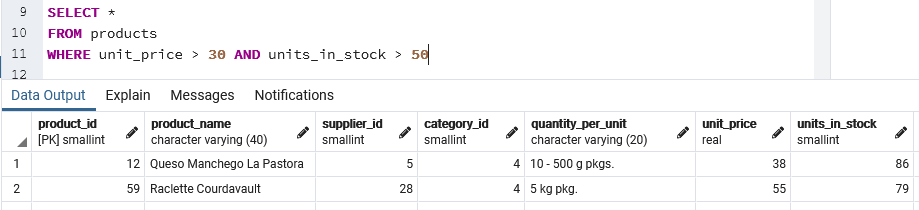 9 SELECT *
10 FROM products
11 WHERE unit_price > 30 AND units_in_stock > 50
12
Data Output Explain Messages Notifications
product_id product_name supplier_id category_id quantity_per_unit unit_price units_in_stock
[PK] smallint character varying (40) smallint smallint character varying (20) real smallint
1 12 Queso Manchego La Pastora 5 4 10 - 500 g pkgs. 38 86
2 59 Raclette Courdavault 28 4 5 kg pkg. 55 79